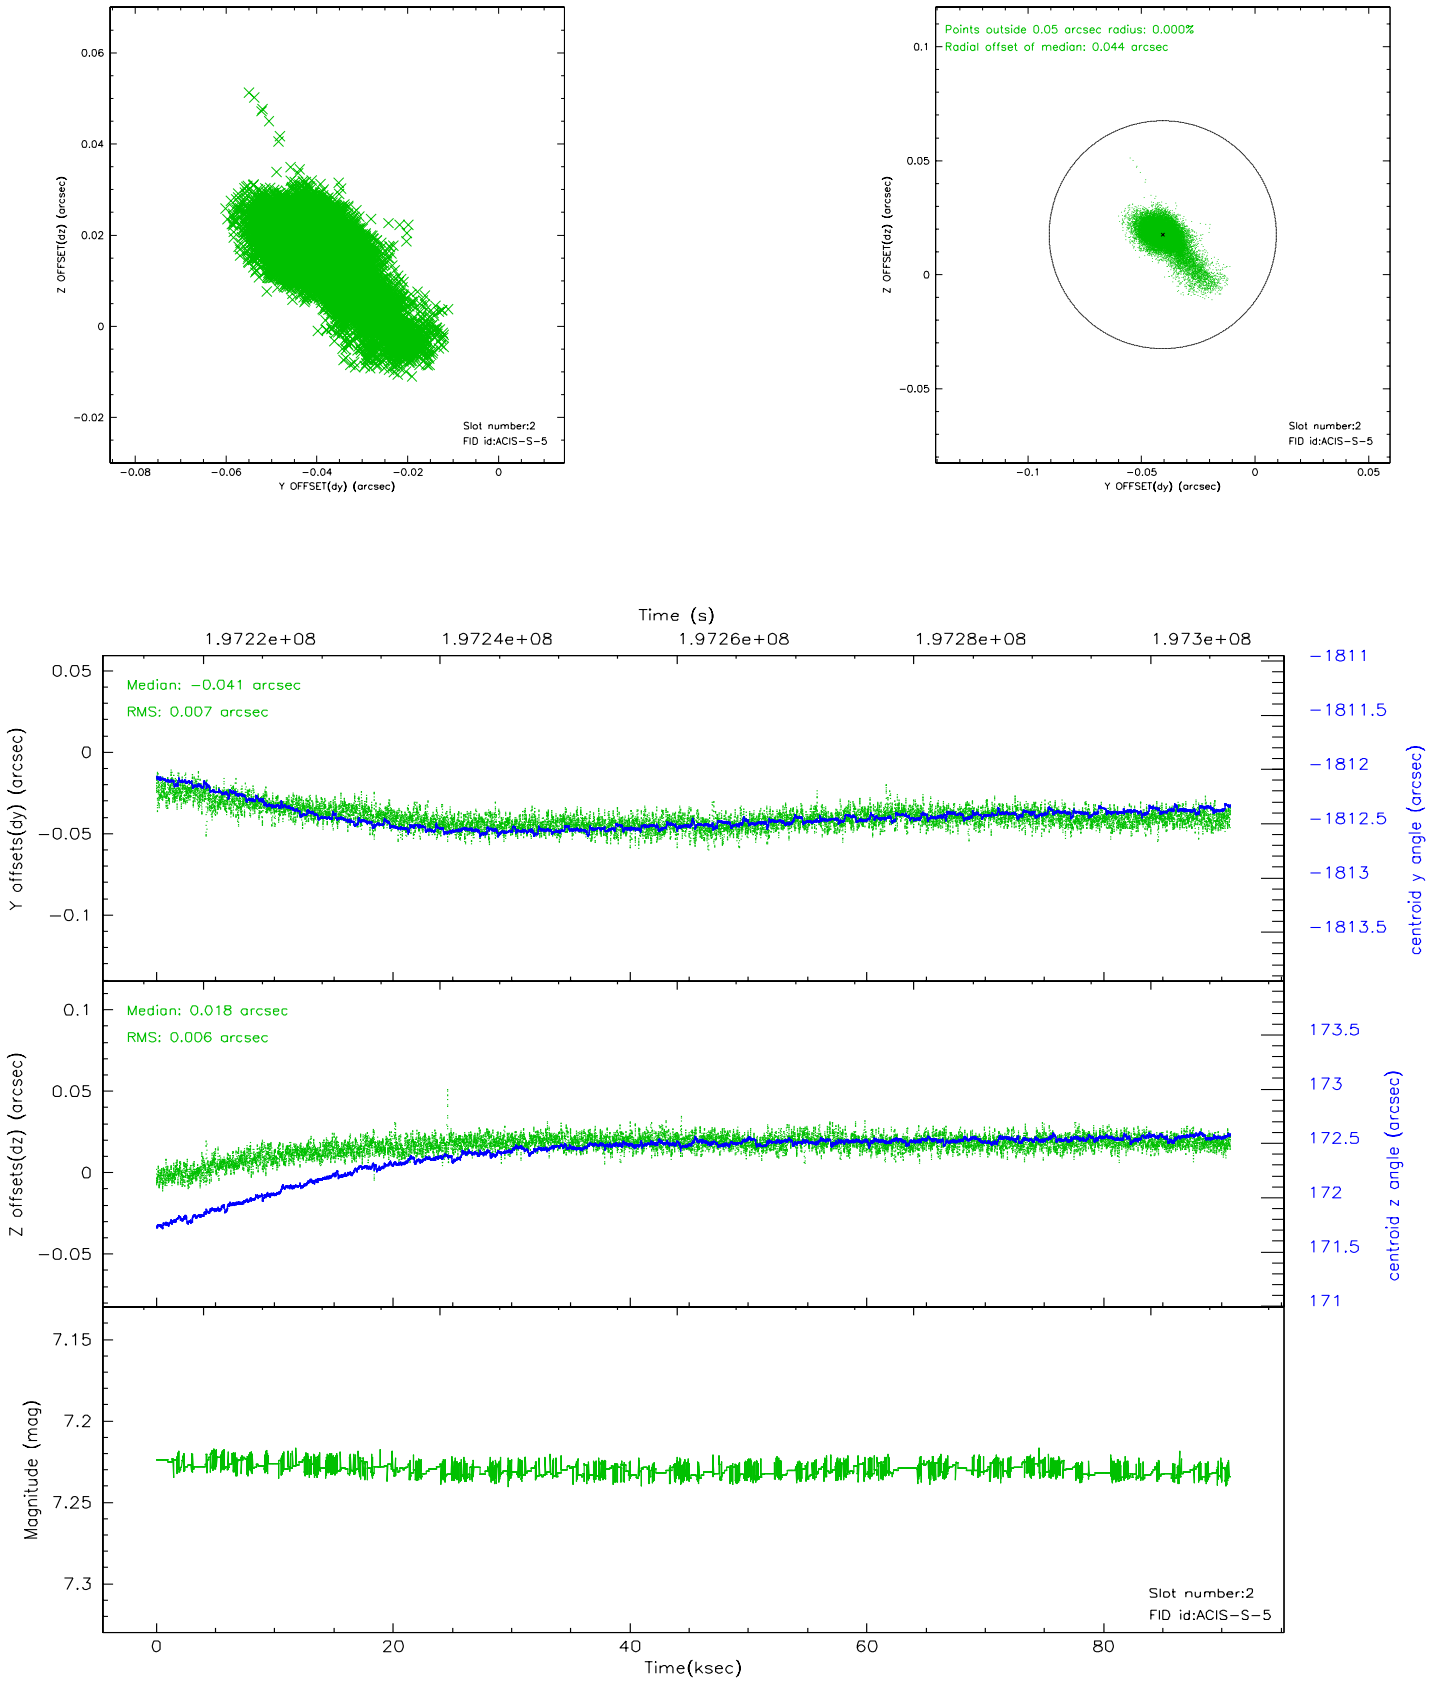 0.06
0.04
0.02
0
-0.02
Z OFFSET(dz) (arcsec)
Slot number:2
FID id:ACIS-S-5
-0.08
-0.06
-0.04
-0.02
0
Y OFFSET(dy) (arcsec)
Points outside 0.05 arcsec radius: 0.000%
Radial offset of median: 0.044 arcsec
0.1
0.05
0
-0.05
Z OFFSET(dz) (arcsec)
Slot number:2
FID id:ACIS-S-5
-0.1
-0.05
0
0.05
Y OFFSET(dy) (arcsec)
Time (s)
1.9722e+08
1.9724e+08
1.9726e+08
1.9728e+08
1.973e+08
0.05
0
-0.05
-0.1
Y offsets(dy) (arcsec)
Median: -0.041 arcsec
RMS: 0.007 arcsec
-1811
-1811.5
-1812
-1812.5
-1813
-1813.5
centroid y angle (arcsec)
0.1
0.05
0
-0.05
Z offsets(dz) (arcsec)
Median: 0.018 arcsec
RMS: 0.006 arcsec
173.5
173
172.5
172
171.5
171
centroid z angle (arcsec)
7.15
7.2
7.25
7.3
Magnitude (mag)
Slot number:2
FID id:ACIS-S-5
0
20
40
60
80
Time(ksec)